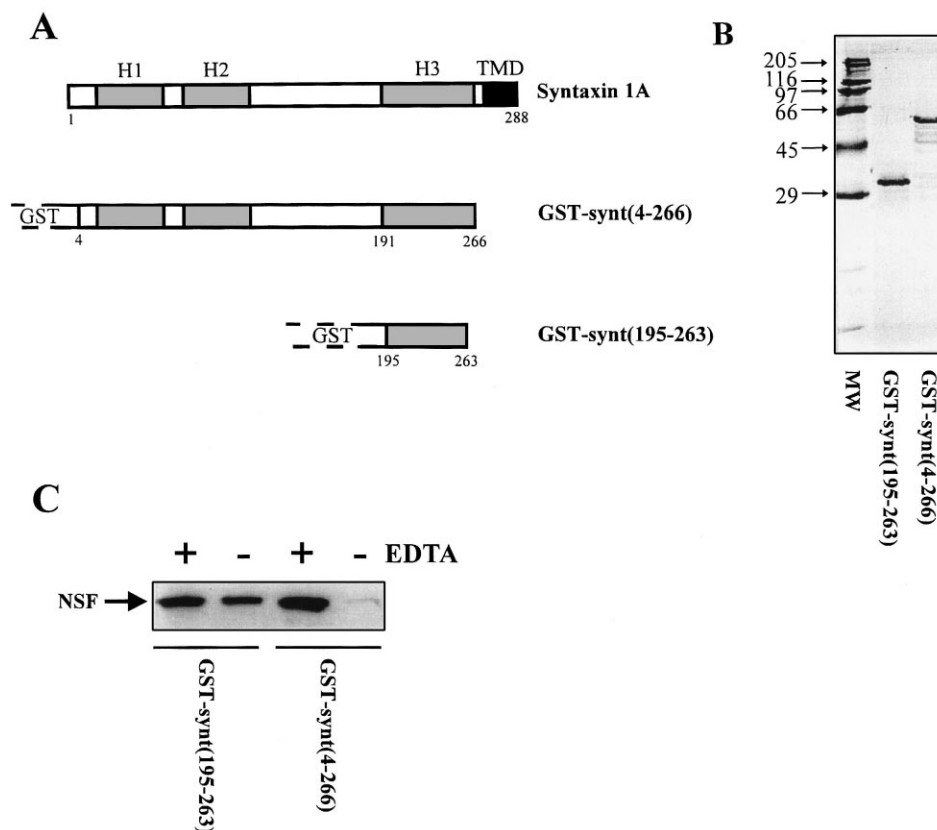 A
H1 H2 H3 TMD
Syntaxin 1A
1 288
GST
4 191 266
GST-synt(4-266)
GST
195 263
GST-synt(195-263)
B
205
116
97
66
45
29
MW
GST-synt(195-263)
GST-synt(4-266)
C
+ - + - EDTA
NSF
GST-synt(195-263)
GST-synt(4-266)